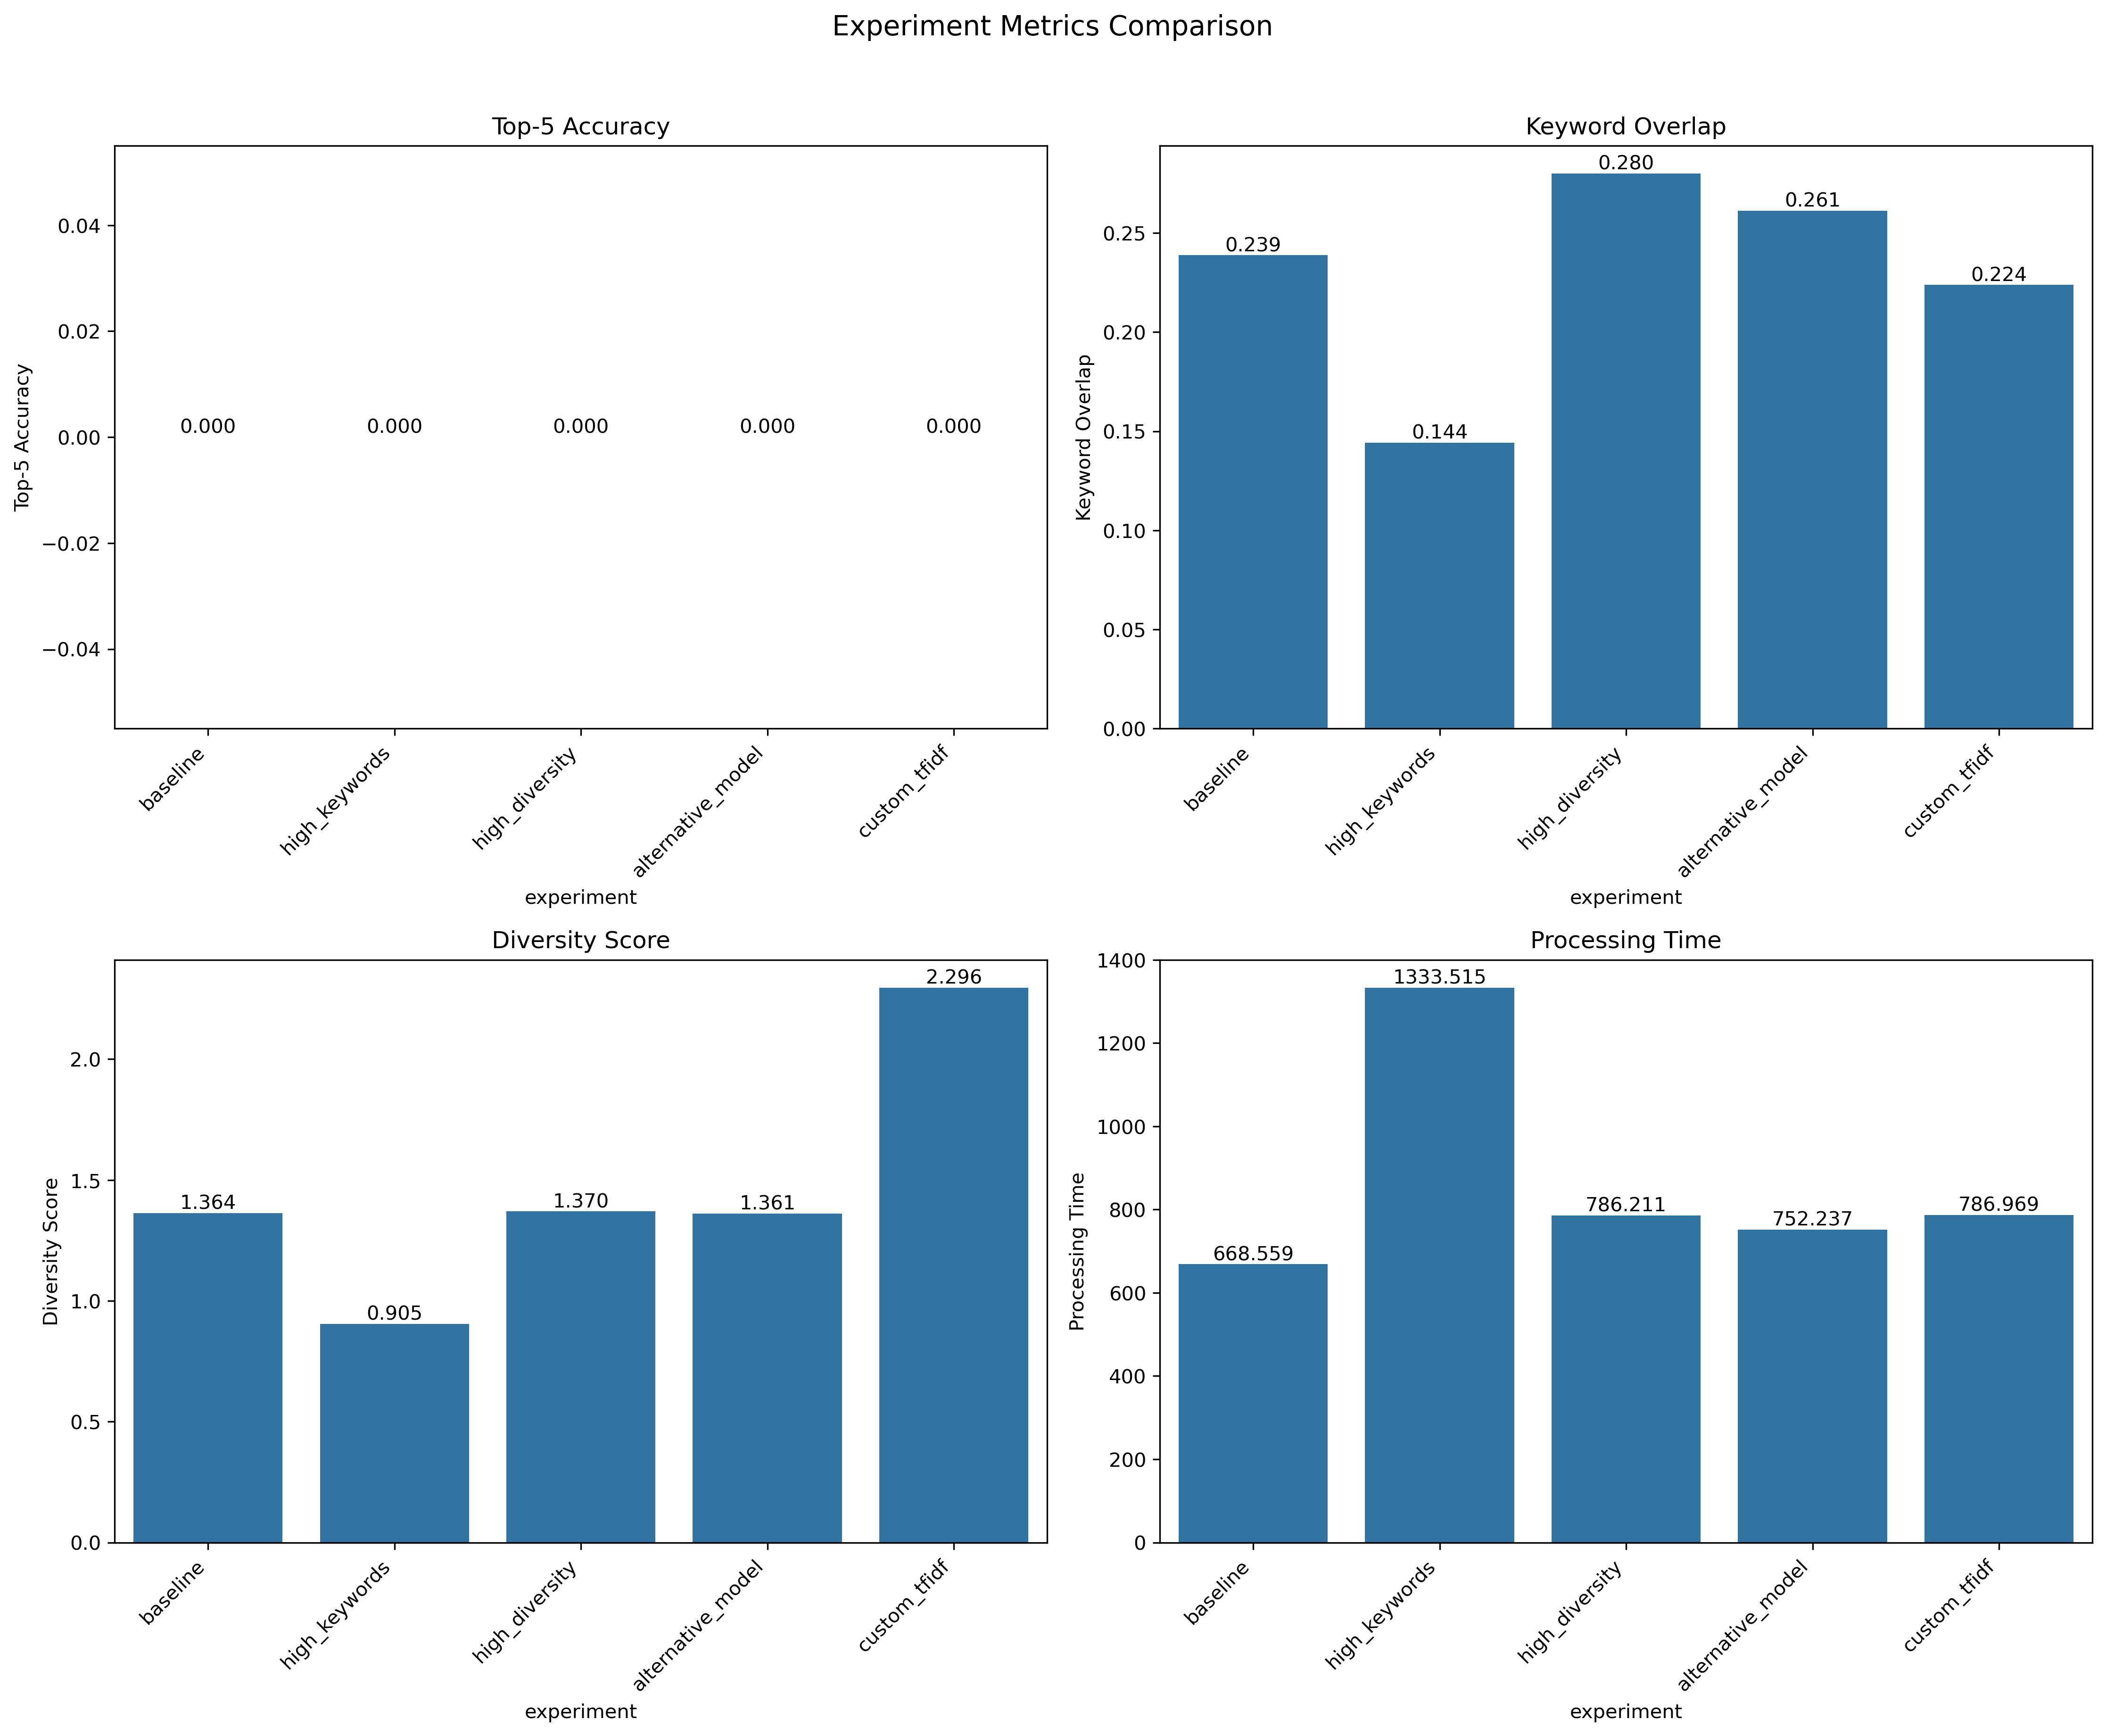 Experiment Metrics Comparison
Top-5 Accuracy
Top-5 Accuracy
0.04
0.02
0.00
−0.02
−0.04
0.000
0.000
0.000
0.000
0.000
baseline
high_keywords
high_diversity
alternative_model
custom_tfidf
experiment
Keyword Overlap
Keyword Overlap
0.25
0.20
0.15
0.10
0.05
0.00
0.239
0.144
0.280
0.261
0.224
baseline
high_keywords
high_diversity
alternative_model
custom_tfidf
experiment
Diversity Score
Diversity Score
2.0
1.5
1.0
0.5
0.0
1.364
0.905
1.370
1.361
2.296
baseline
high_keywords
high_diversity
alternative_model
custom_tfidf
experiment
Processing Time
Processing Time
1400
1200
1000
800
600
400
200
0
668.559
1333.515
786.211
752.237
786.969
baseline
high_keywords
high_diversity
alternative_model
custom_tfidf
experiment